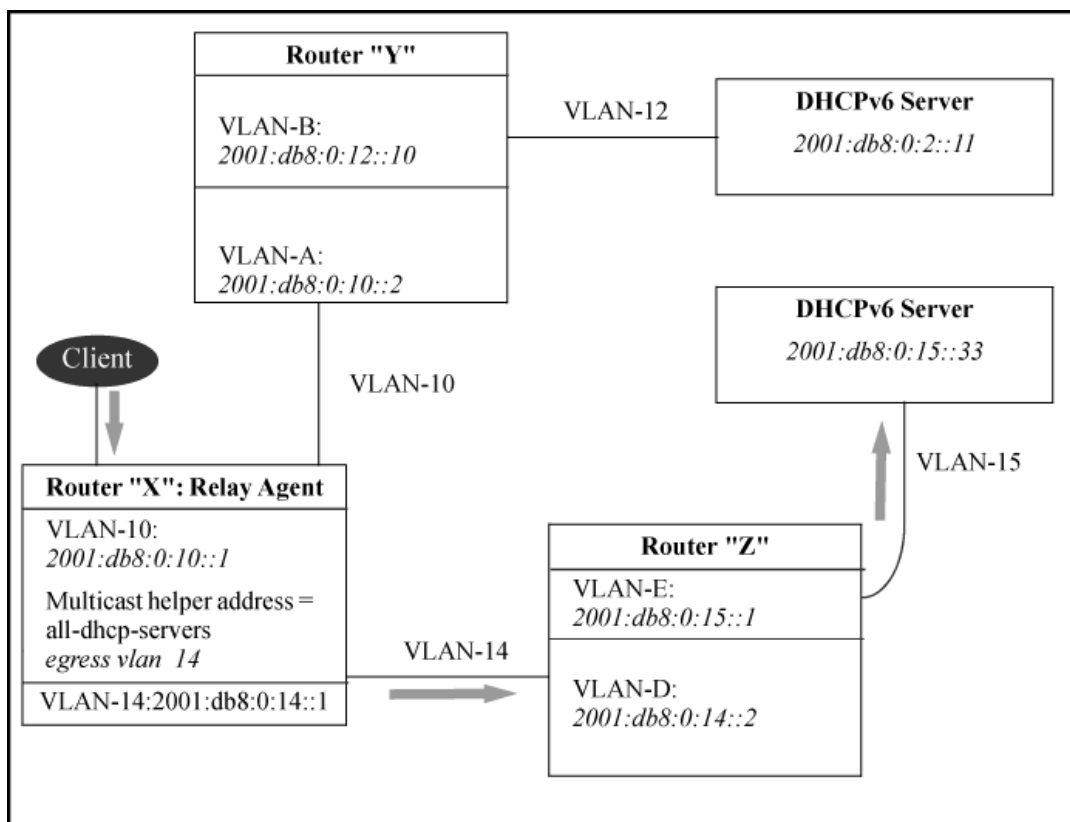 Router "Y"
VLAN-B:
2001:db8:0:12::10
VLAN-A:
2001:db8:0:10::2
VLAN-12
DHCPv6 Server
2001:db8:0:2::11
DHCPv6 Server
2001:db8:0:15::33
Client
VLAN-10
VLAN-15
Router "X": Relay Agent
VLAN-10:
2001:db8:0:10::1
Multicast helper address =
all-dhcp-servers
egress vlan 14
VLAN-14:2001:db8:0:14::1
VLAN-14
Router "Z"
VLAN-E:
2001:db8:0:15::1
VLAN-D:
2001:db8:0:14::2